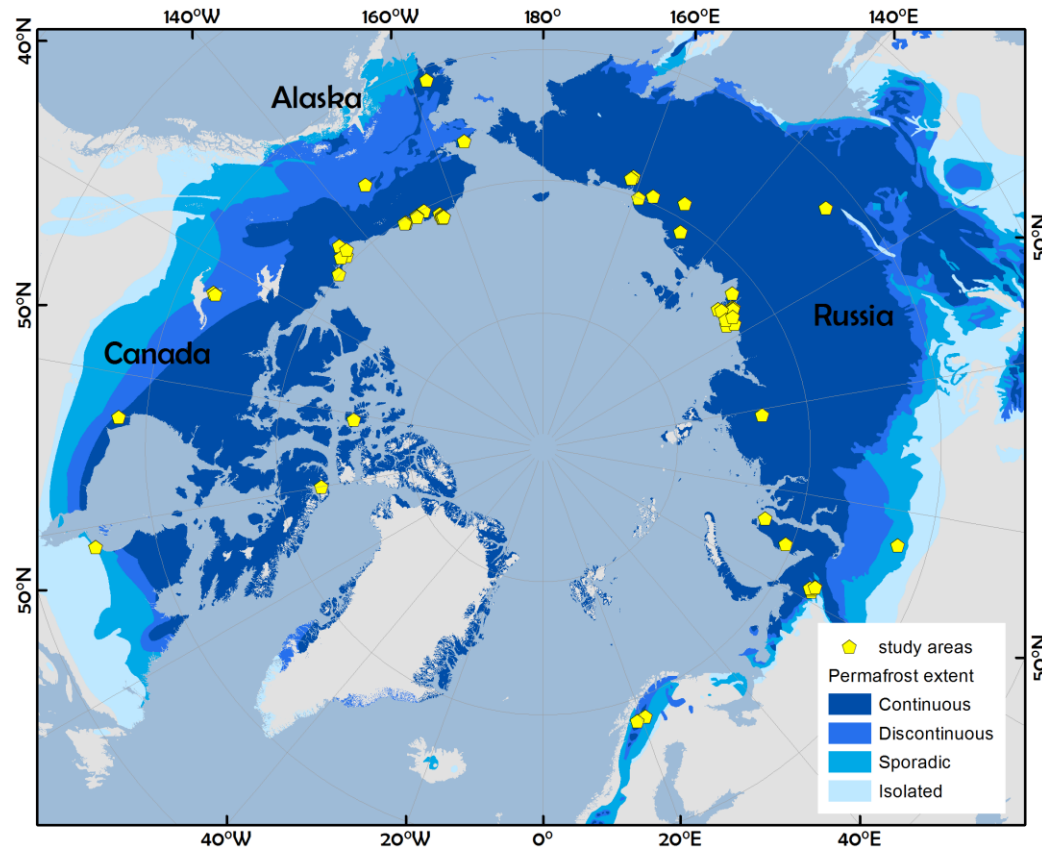 140°W
160°W
180°
160°E
140°E
40°N
50°N
50°N
Alaska
Canada
Russia
50°N
50°N
study areas
Permafrost extent
Continuous
Discontinuous
Sporadic
Isolated
40°W
20°W
0°
20°E
40°E